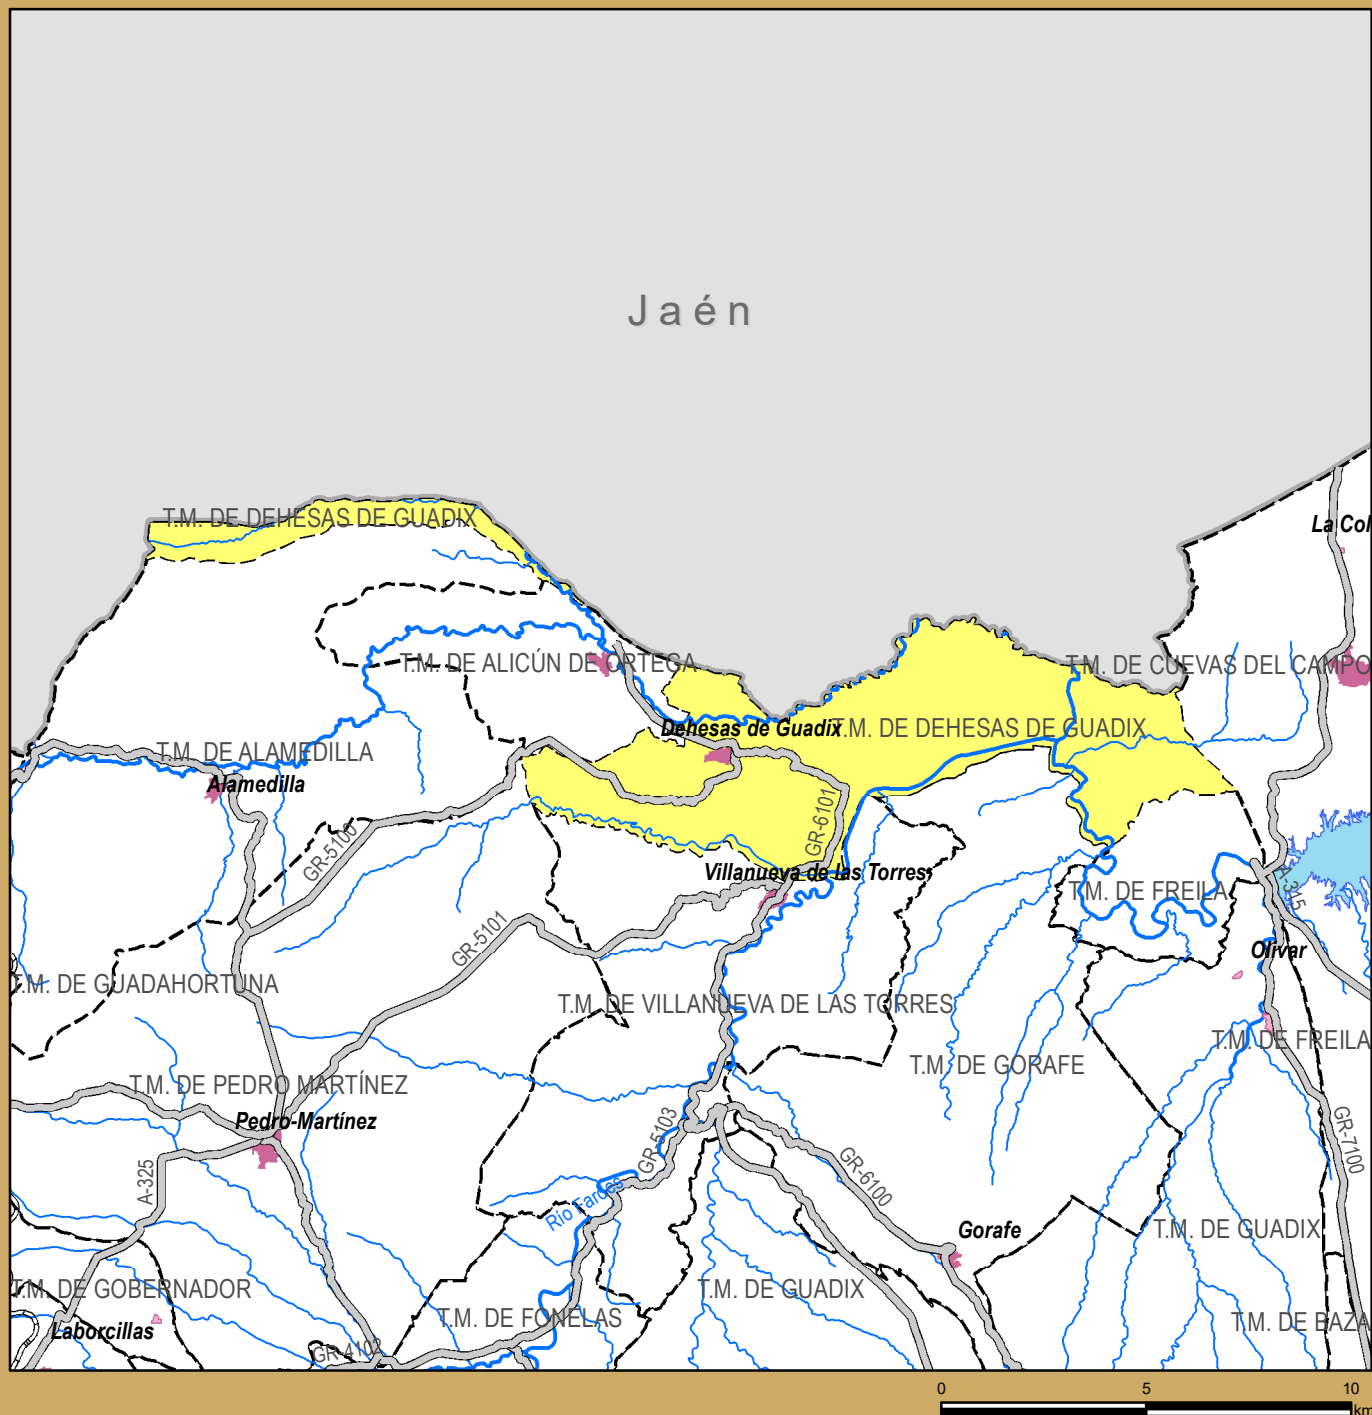 Jaén
T.M. DE DEHESAS DE GUADIX
La Col
T.M. DE ALICÚN DE ORTEGA
T.M. DE CUEVAS DEL CAMPO
Dehesas de Guadix
T.M. DE DEHESAS DE GUADIX
T.M. DE ALAMEDILLA
Alamedilla
GR-6101
GR-5100
Villanueva de las Torres
A-315
T.M. DE FREILA
GR-5101
Olivar
T.M. DE GUADAHORTUNA
T.M. DE VILLANUEVA DE LAS TORRES
T.M. DE FREILA
T.M. DE GORAFE
T.M. DE PEDRO MARTÍNEZ
Pedro-Martínez
GR-5103
GR-7100
A-325
GR-6100
Río Fardes
Gorafe
T.M. DE GUADIX
T.M. DE GOBERNADOR
T.M. DE GUADIX
T.M. DE FONELAS
T.M. DE BAZA
Laborcillas
GR-4102
0 5 10
km